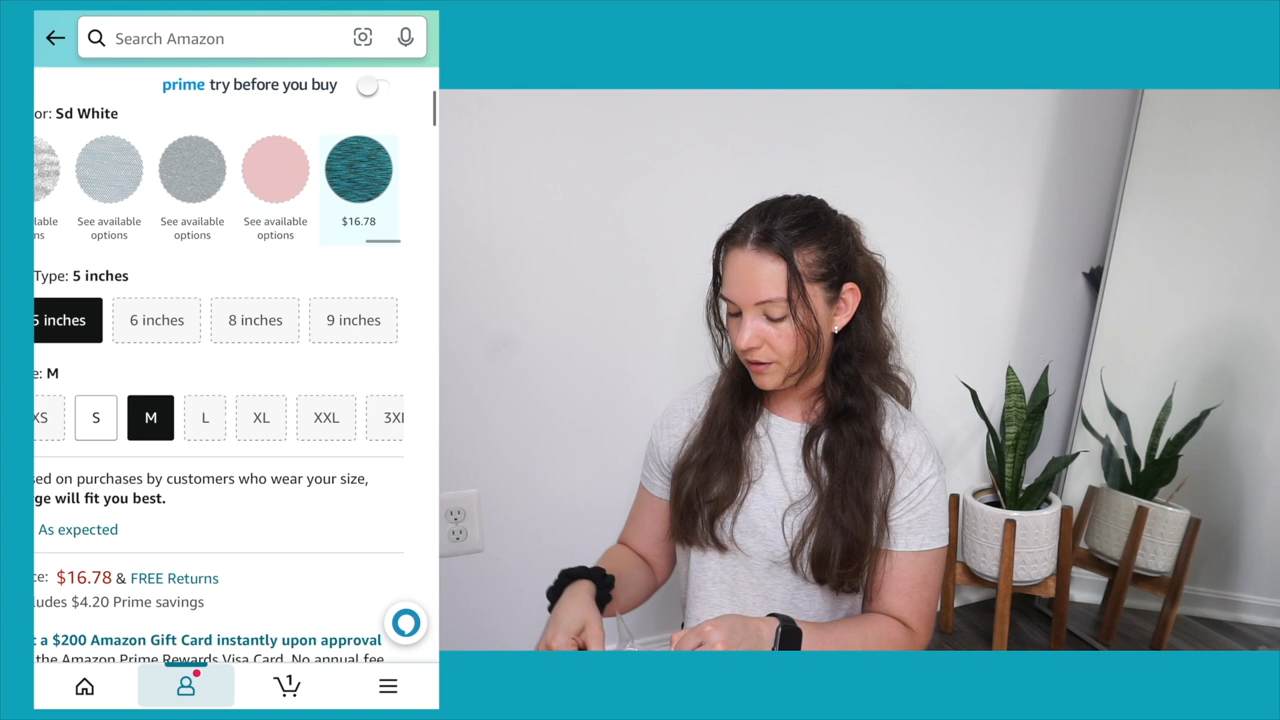 Search Amazon
prime try before you buy
or: Sd White
lable
ns
See available
options
See available
options
See available
options
$16.78
Type: 5 inches
5 inches
6 inches
8 inches
9 inches
e: M
XS
S
M
L
XL
XXL
3X
sed on purchases by customers who wear your size,
ge will fit you best.
As expected
ce: $16.78 & FREE Returns
ludes $4.20 Prime savings
t a $200 Amazon Gift Card instantly upon approval
the Amazon Prime Rewards Visa Card. No annual fee
1